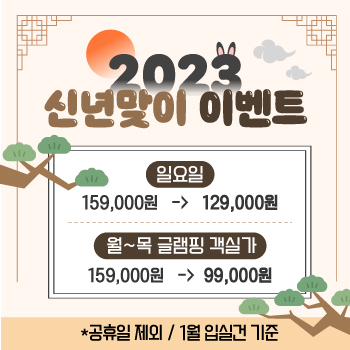 2023
신년맞이 이벤트
일요일
159,000원 -> 129,000원
월~목 글램핑 객실가
159,000원 -> 99,000원
*공휴일 제외 / 1월 입실건 기준